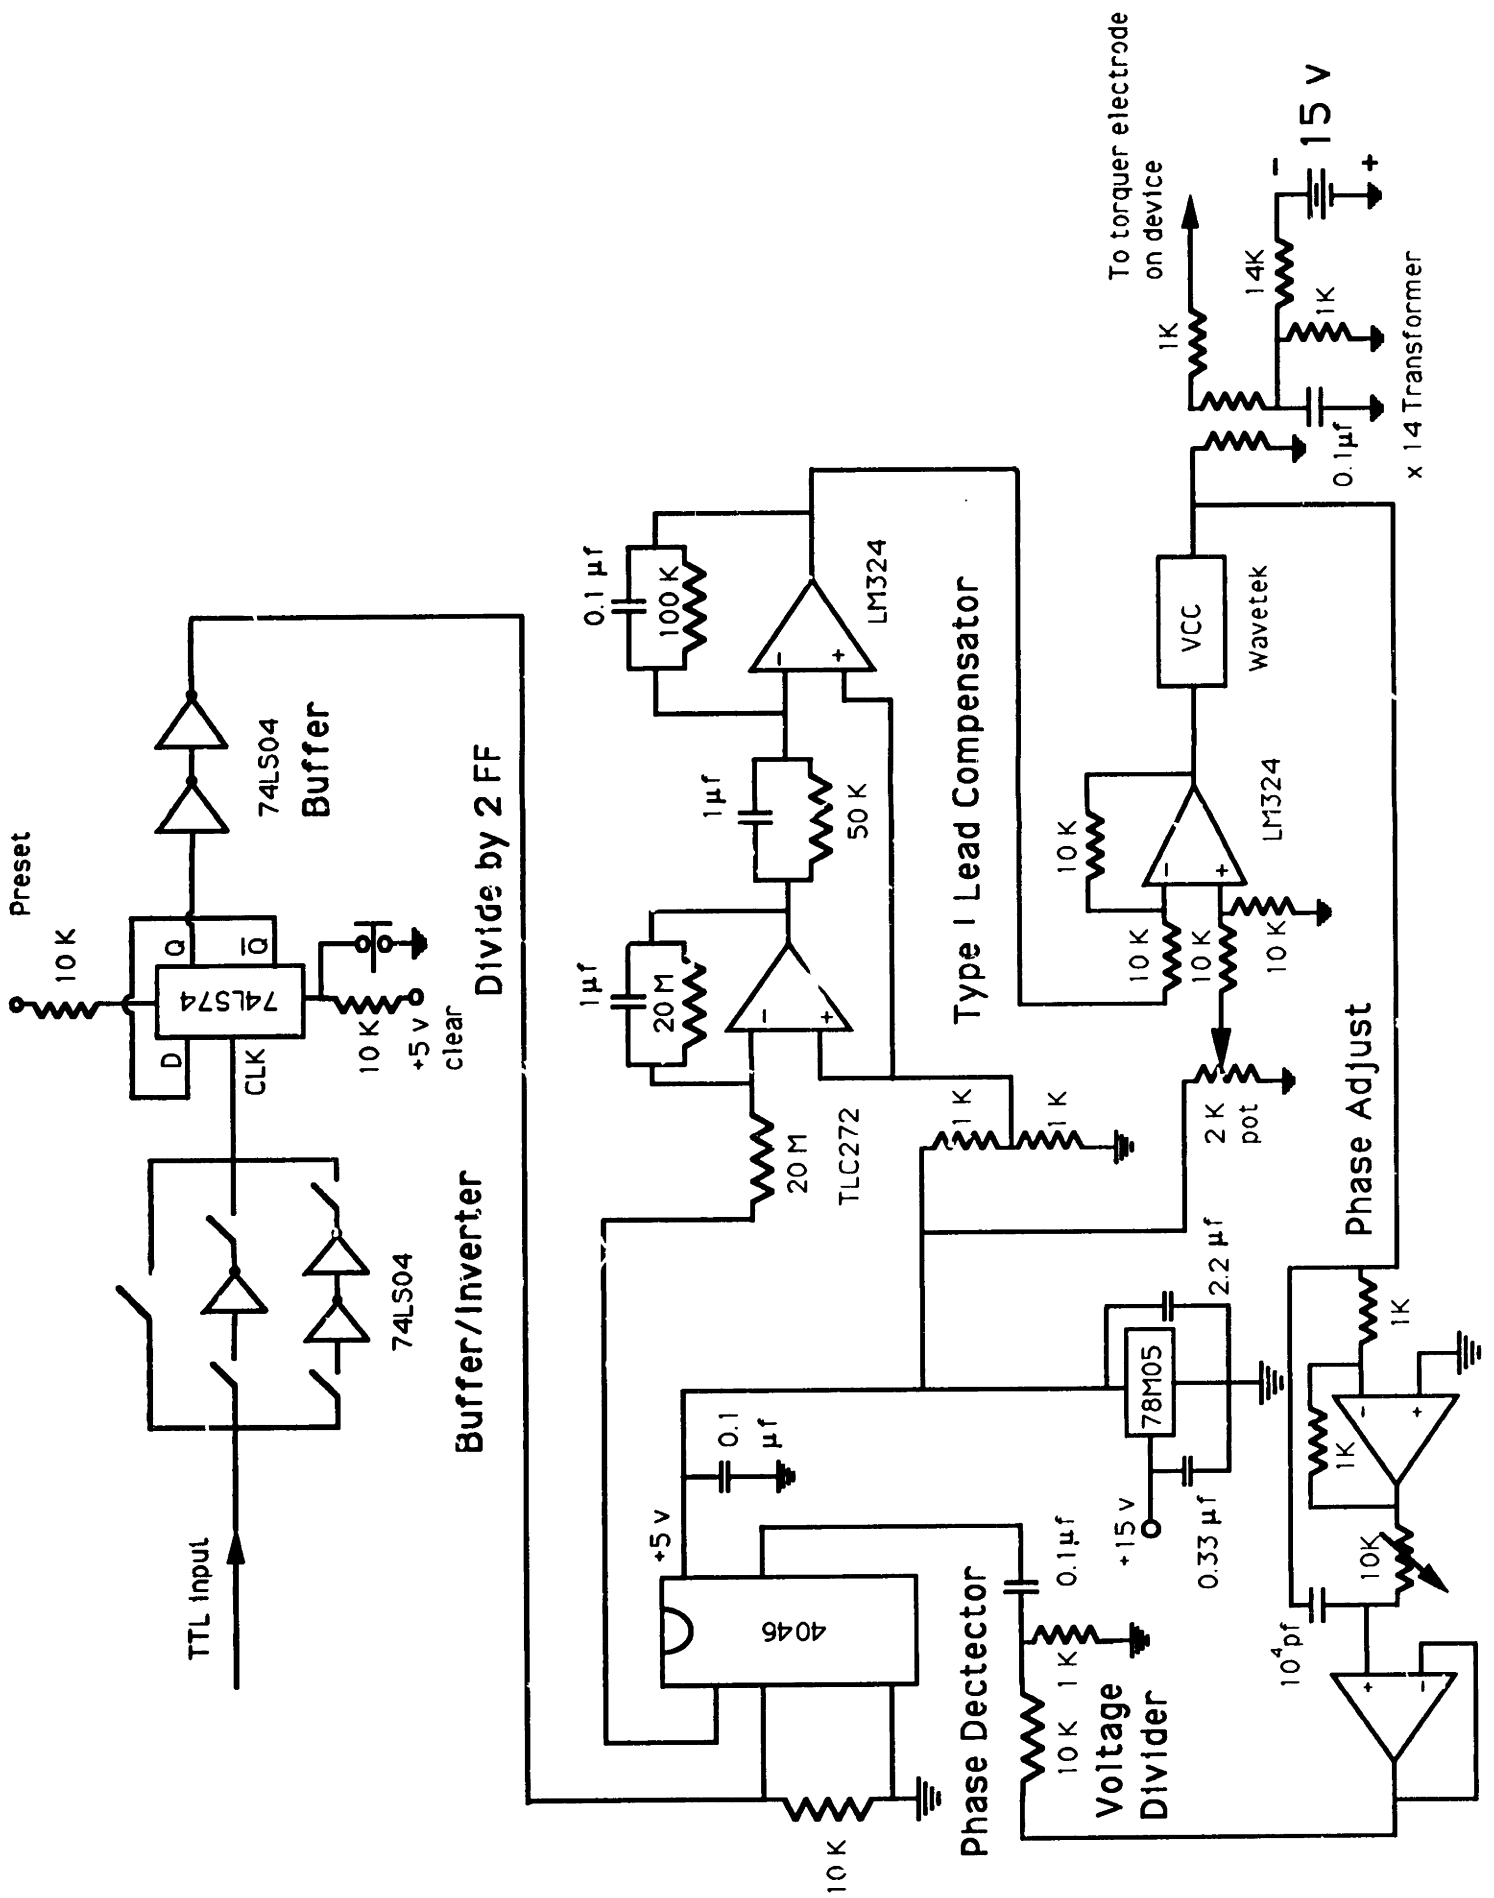 TTL input
74LS04
Buffer/Inverter
D
CLK
74LS74
Q
Q̅
Preset
10 K
10 K
+5 v
clear
74LS04
Buffer
Divide by 2 FF
10 K
4046
+5 v
0.1
µf
Phase Dectector
20 M
1µf
20 M
-
+
TLC272
1µf
50 K
0.1 µf
100 K
-
+
LM324
Type I Lead Compensator
1 K
1 K
+15 v
78M05
0.33 µf
2.2 µf
2 K
pot
10 K
10 K
10 K
10 K
-
+
LM324
VCC
Wavetek
1K
To torquer electrode
on device
14K
1K
0.1µf
-
15 v
+
x 14 Transformer
0.1µf
1 K
10 K
Voltage
Divider
Phase Adjust
1K
1K
-
+
10K
10⁴pf
+
-